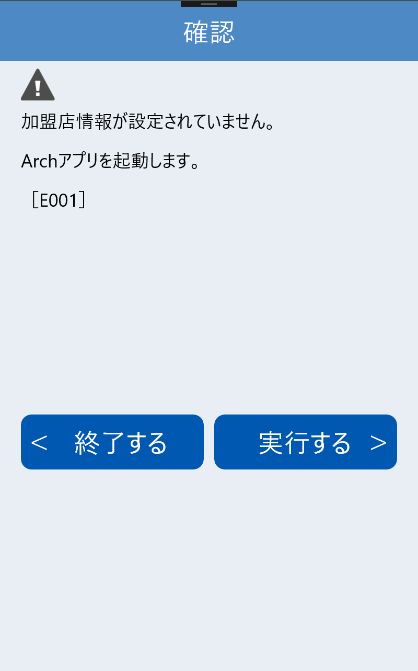 確認
加盟店情報が設定されていません。
Archアプリを起動します。
［E001］
< 終了する
実行する >